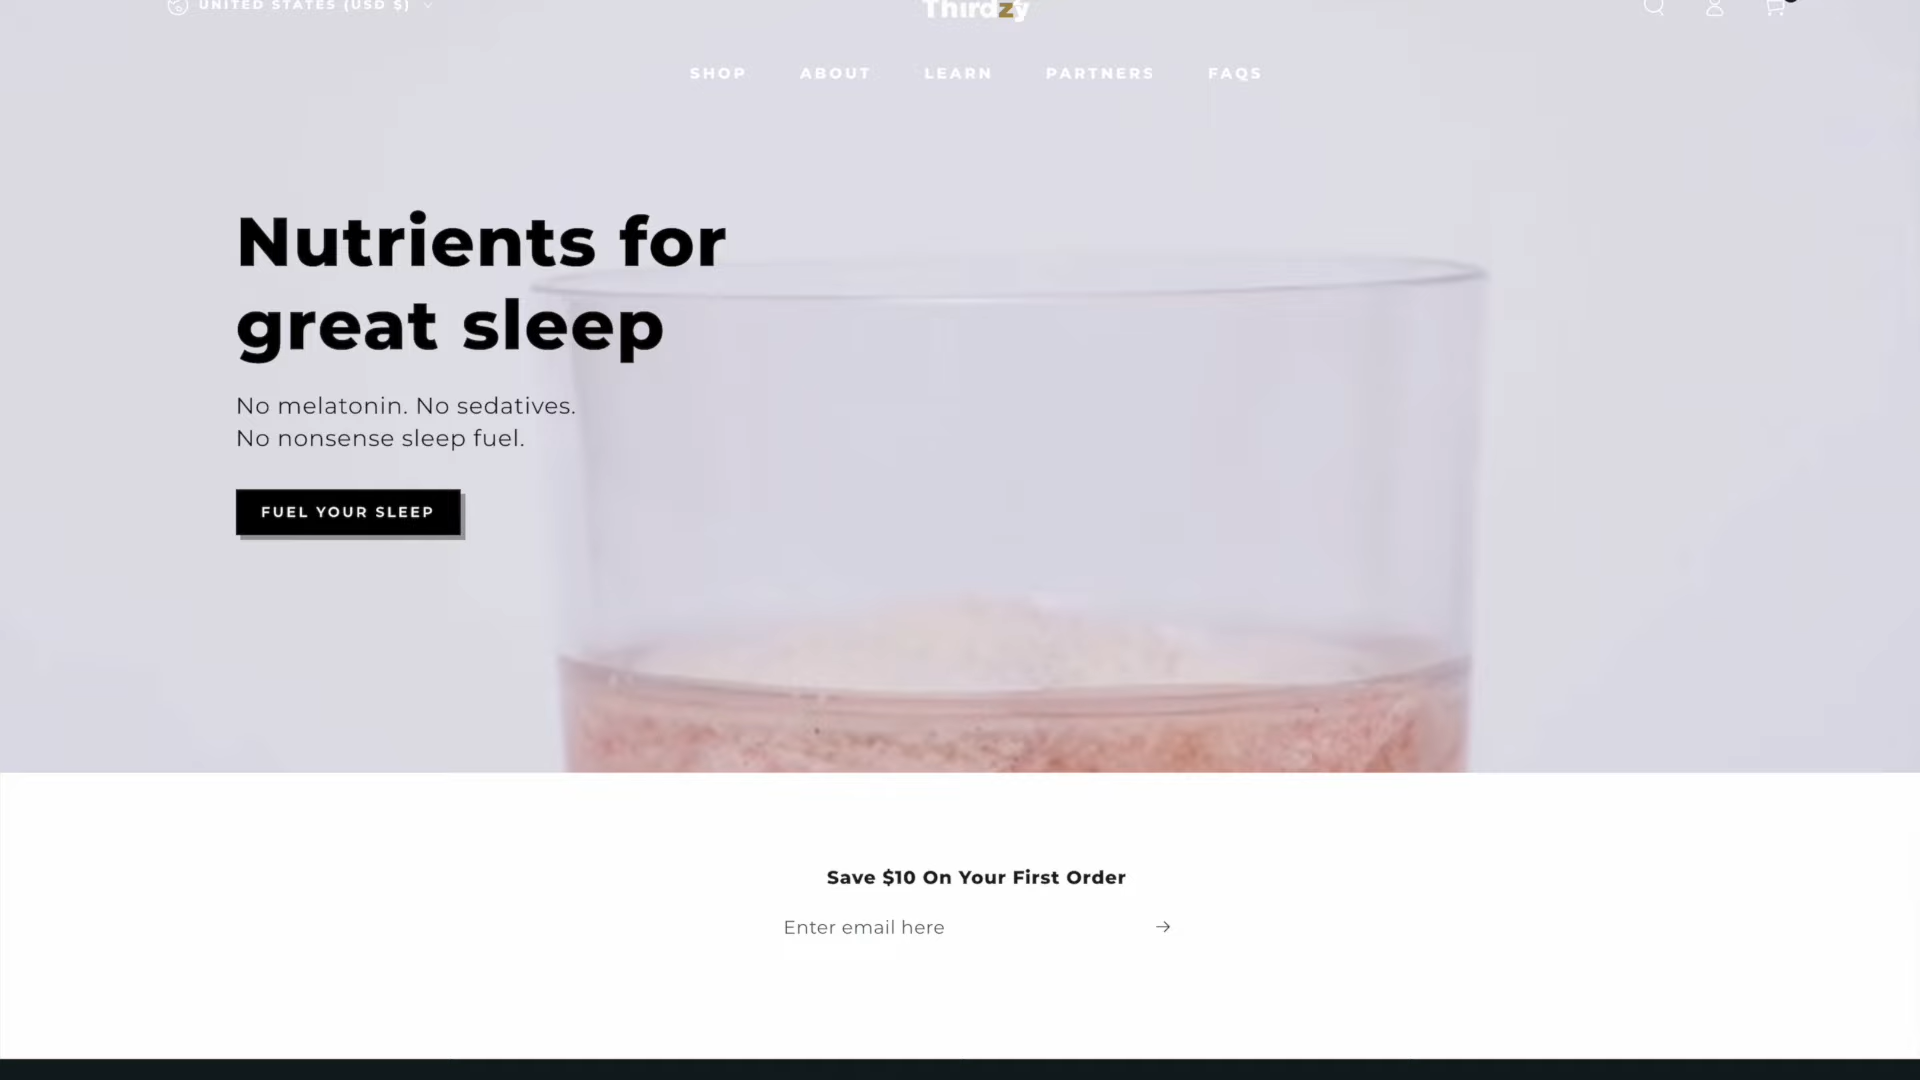 UNITED STATES (USD $)
Thirdzy
SHOP ABOUT LEARN PARTNERS FAQS
Nutrients for
great sleep
No melatonin. No sedatives.
No nonsense sleep fuel.
FUEL YOUR SLEEP
Save $10 On Your First Order
Enter email here